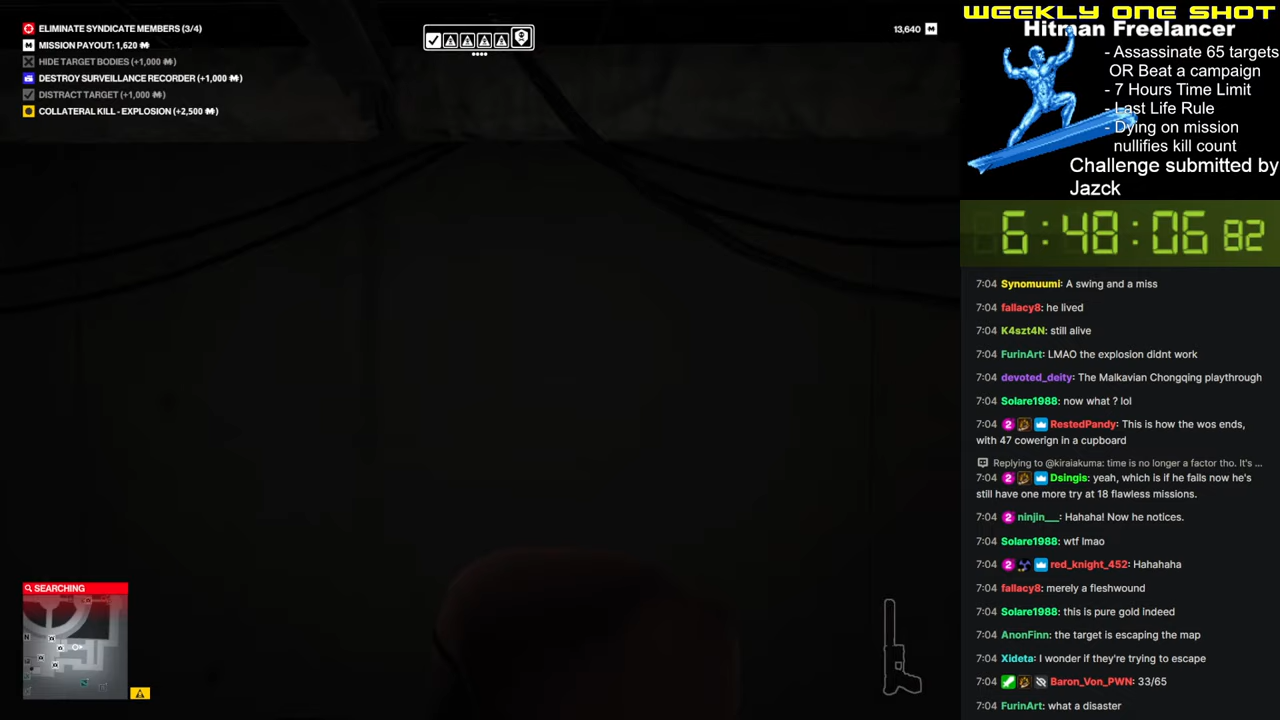 ELIMINATE SYNDICATE MEMBERS (3/4)
MISSION PAYOUT: 1,620
HIDE TARGET BODIES (+1,000)
DESTROY SURVEILLANCE RECORDER (+1,000)
DISTRACT TARGET (+1,000)
COLLATERAL KILL - EXPLOSION (+2,500)
13,640
SEARCHING
WEEKLY ONE SHOT
Hitman Freelancer
- Assassinate 65 targets
OR Beat a campaign
- 7 Hours Time Limit
- Last Life Rule
- Dying on mission
nullifies kill count
Challenge submitted by
Jazck
6:48:06 82
7:04 Synomuumi: A swing and a miss
7:04 fallacy8: he lived
7:04 K4szt4N: still alive
7:04 FurinArt: LMAO the explosion didnt work
7:04 devoted_deity: The Malkavian Chongqing playthrough
7:04 Solare1988: now what ? lol
7:04 2 RestedPandy: This is how the wos ends,
with 47 cowerign in a cupboard
Replying to @kiraiakuma: time is no longer a factor tho. It's ...
7:04 2 Dsingis: yeah, which is if he fails now he's
still have one more try at 18 flawless missions.
7:04 2 ninjin___: Hahaha! Now he notices.
7:04 Solare1988: wtf lmao
7:04 2 red_knight_452: Hahahaha
7:04 fallacy8: merely a fleshwound
7:04 Solare1988: this is pure gold indeed
7:04 AnonFinn: the target is escaping the map
7:04 Xideta: I wonder if they're trying to escape
7:04 Baron_Von_PWN: 33/65
7:04 FurinArt: what a disaster